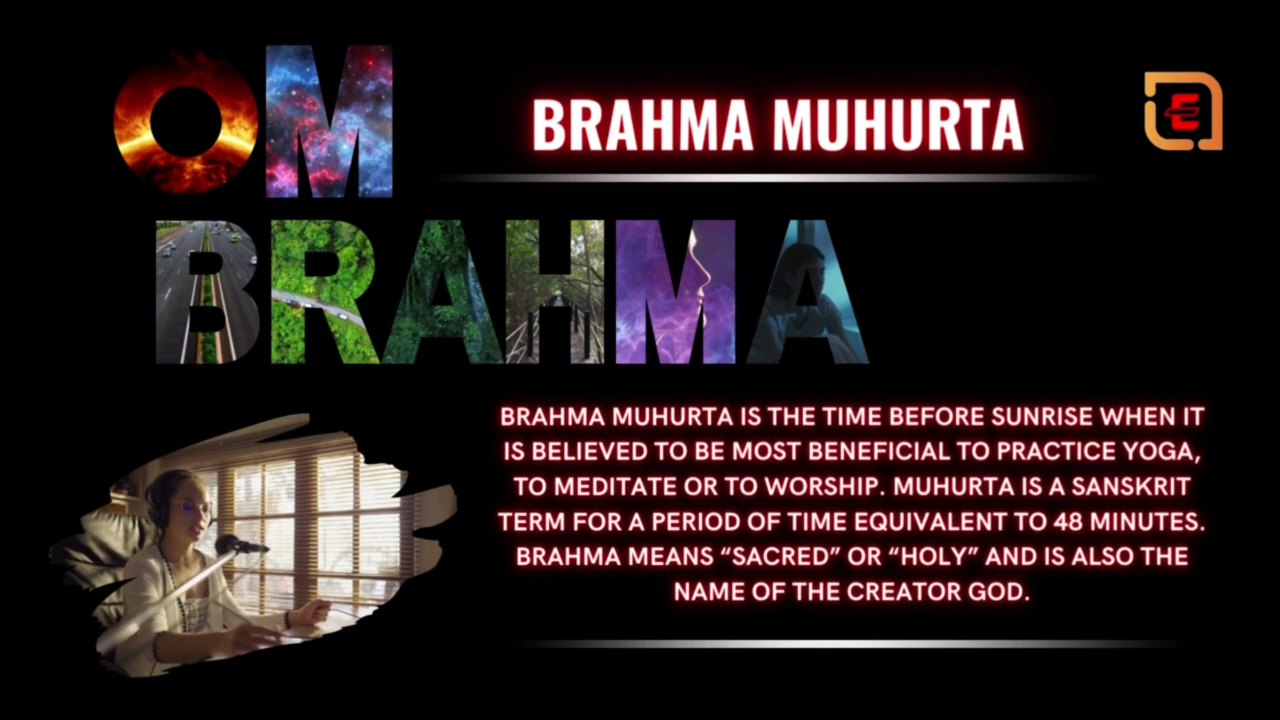 OM
BRAHMA MUHURTA
E
BRAHMA
BRAHMA MUHURTA IS THE TIME BEFORE SUNRISE WHEN IT
IS BELIEVED TO BE MOST BENEFICIAL TO PRACTICE YOGA,
TO MEDITATE OR TO WORSHIP. MUHURTA IS A SANSKRIT
TERM FOR A PERIOD OF TIME EQUIVALENT TO 48 MINUTES.
BRAHMA MEANS “SACRED” OR “HOLY” AND IS ALSO THE
NAME OF THE CREATOR GOD.